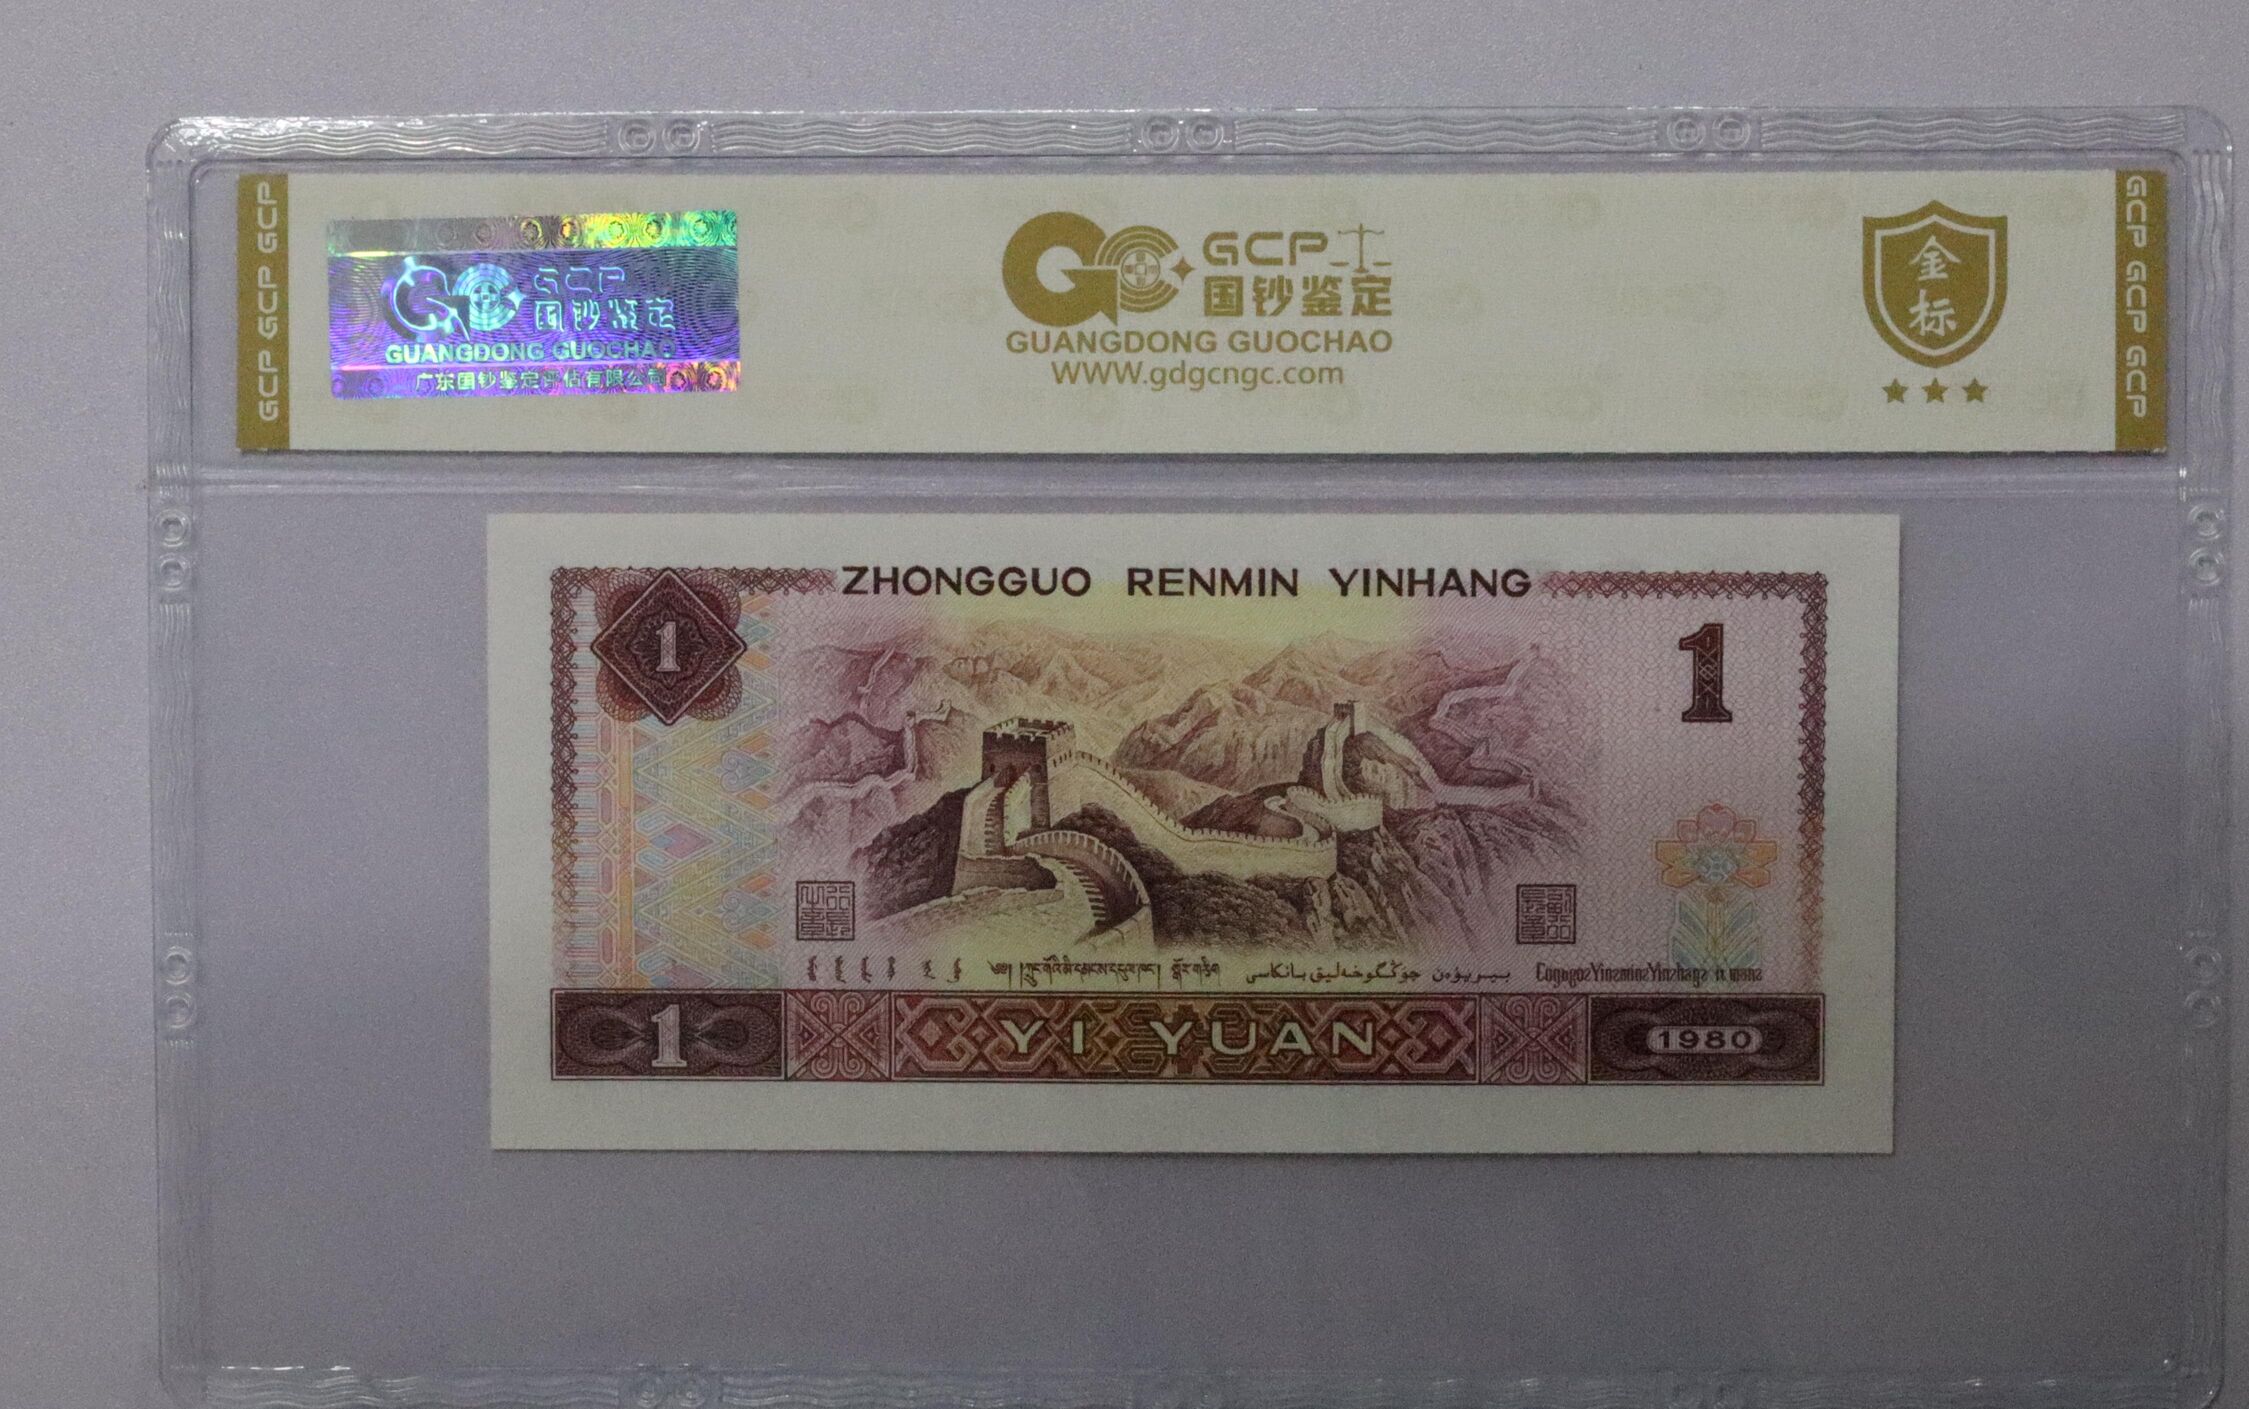 GCP GCP GCP
GCP
国钞鉴定
GUANGDONG GUOCHAO
广东国钞鉴定评估有限公司
GCP
国钞鉴定
GUANGDONG GUOCHAO
www.gdgcngc.com
金标
GCP GCP GCP
ZHONGGUO RENMIN YINHANG
1
1
1
YI YUAN
1980